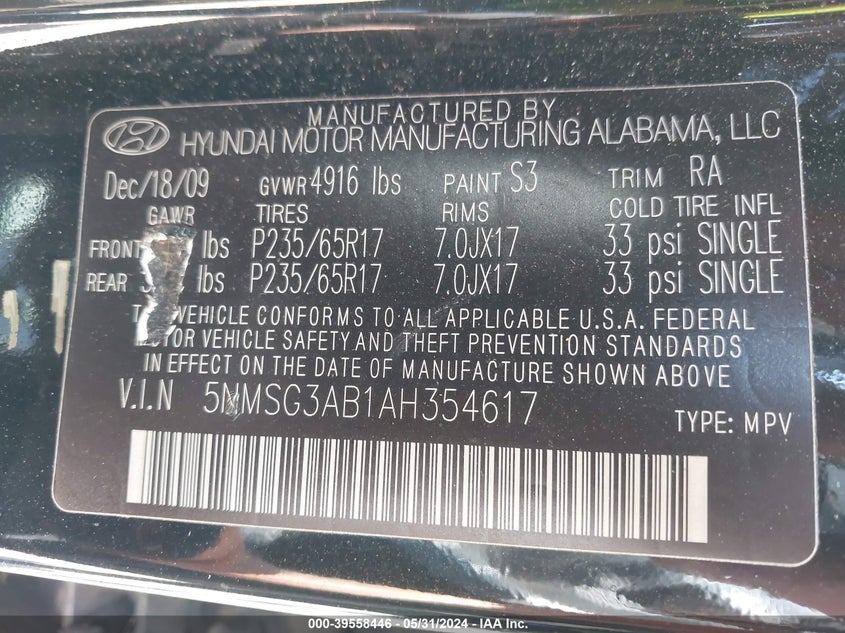 MANUFACTURED BY
HYUNDAI MOTOR MANUFACTURING ALABAMA, LLC
Dec/18/09 GVWR 4916 lbs PAINT S3 TRIM RA
GAWR TIRES RIMS COLD TIRE INFL
FRONT lbs P235/65R17 7.0JX17 33 psi SINGLE
REAR lbs P235/65R17 7.0JX17 33 psi SINGLE
VEHICLE CONFORMS TO ALL APPLICABLE U.S.A. FEDERAL
VEHICLE SAFETY AND THEFT PREVENTION STANDARDS
IN EFFECT ON THE DATE OF MANUFACTURE SHOWN ABOVE.
V.I.N 5NMSG3AB1AH354617 TYPE: MPV
000-39558446 - 05/31/2024 - IAA Inc.